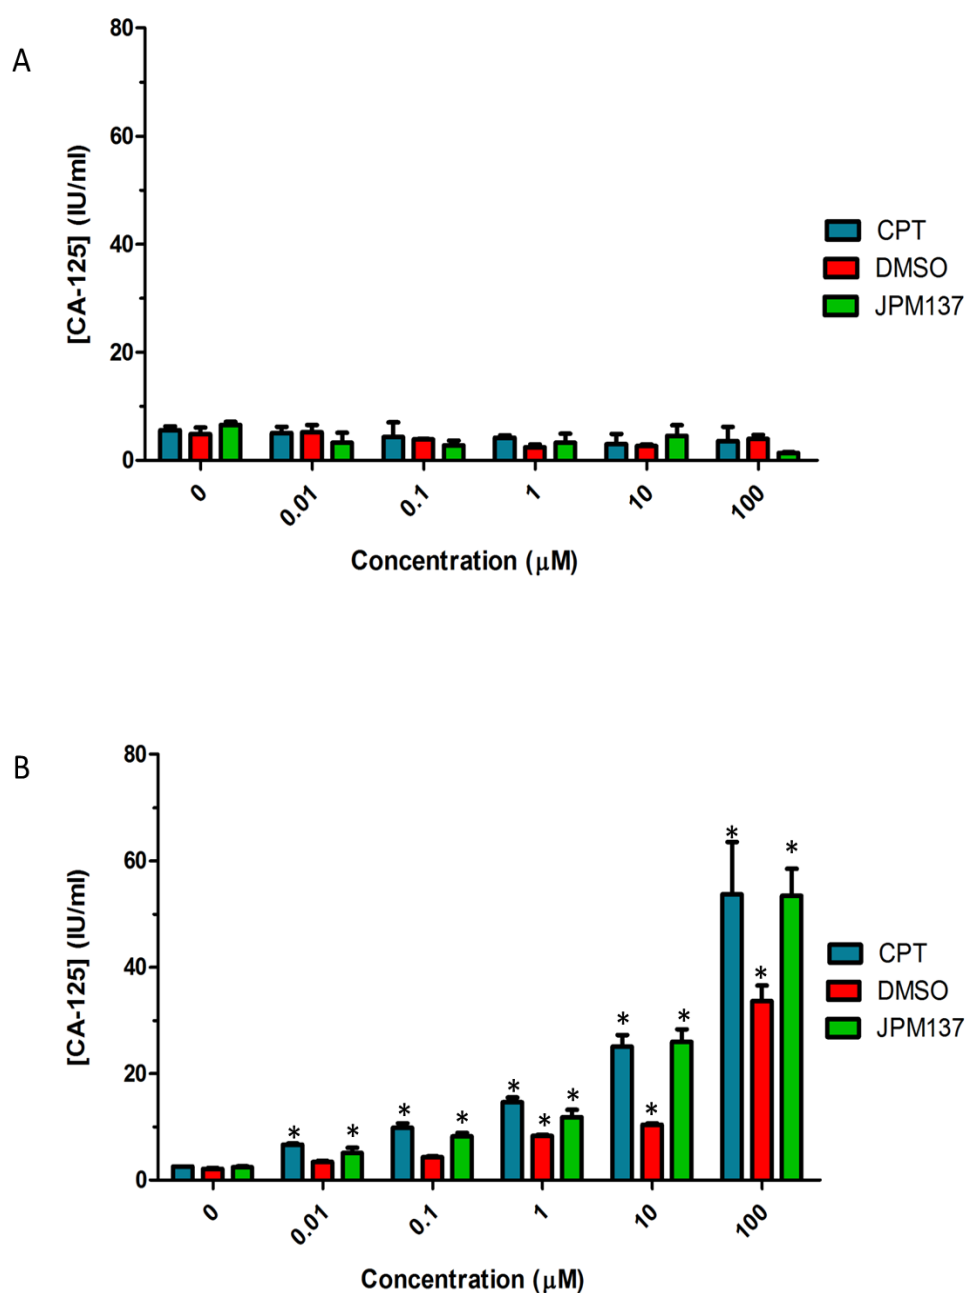 A
80
60
40
20
0
[CA-125] (IU/ml)
0
0.01
0.1
1
10
100
Concentration (μM)
CPT
DMSO
JPM137
B
80
60
40
20
0
[CA-125] (IU/ml)
* *
* *
* * *
* * *
* * *
0
0.01
0.1
1
10
100
Concentration (μM)
CPT
DMSO
JPM137